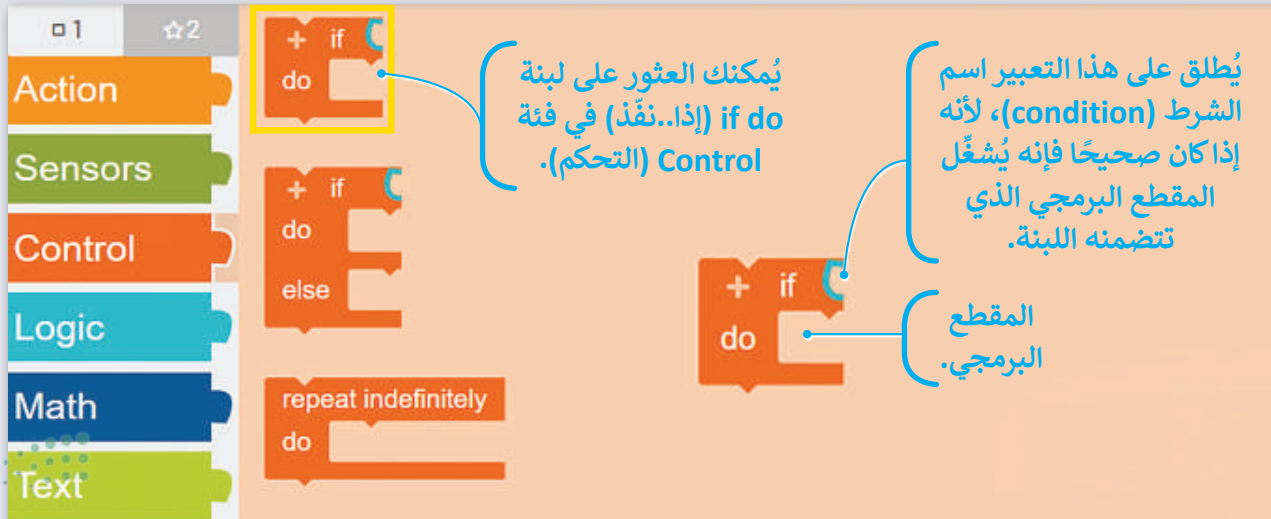 1
2
Action
Sensors
Control
Logic
Math
Text
+ if
do
+ if
do
else
repeat indefinitely
do
يُمكنك العثور على لبنة
if do (إذا..نفّذ) في فئة
Control (التحكم).
+ if
do
يُطلق على هذا التعبير اسم
الشرط (condition)، لأنه
إذا كان صحيحًا فإنه يُشغِّل
المقطع البرمجي الذي
تتضمنه اللبنة.
المقطع
البرمجي.